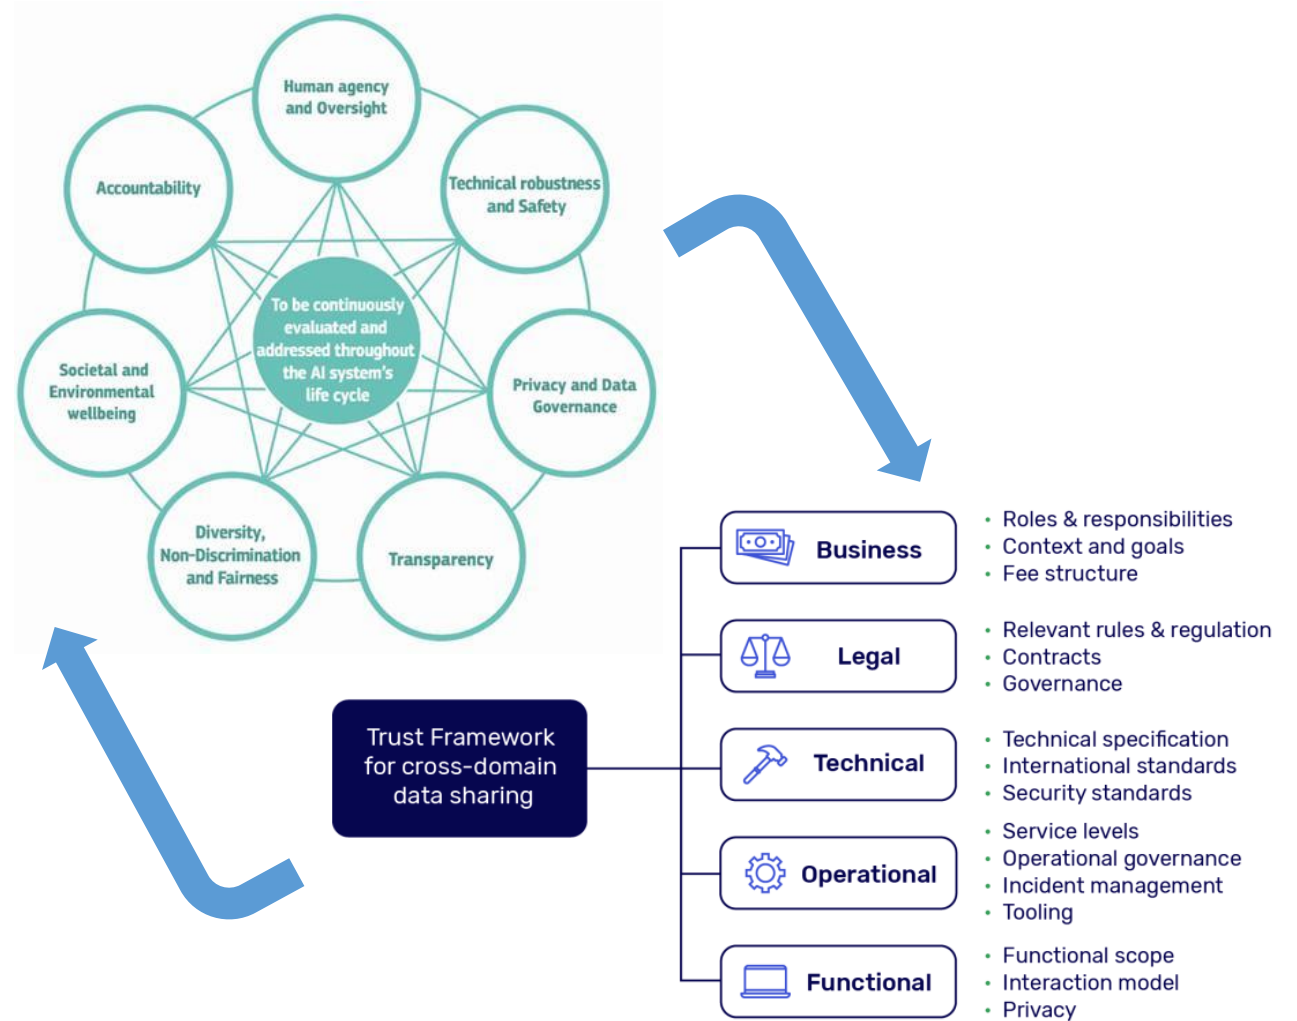 Human agency
and Oversight
Technical robustness
and Safety
Accountability
To be continuously
evaluated and
addressed throughout
the AI system's
life cycle
Societal and
Environmental
wellbeing
Privacy and Data
Governance
Diversity,
Non-Discrimination
and Fairness
Transparency
Trust Framework
for cross-domain
data sharing
Business
• Roles & responsibilities
• Context and goals
• Fee structure
Legal
• Relevant rules & regulation
• Contracts
• Governance
Technical
• Technical specification
• International standards
• Security standards
Operational
• Service levels
• Operational governance
• Incident management
• Tooling
Functional
• Functional scope
• Interaction model
• Privacy